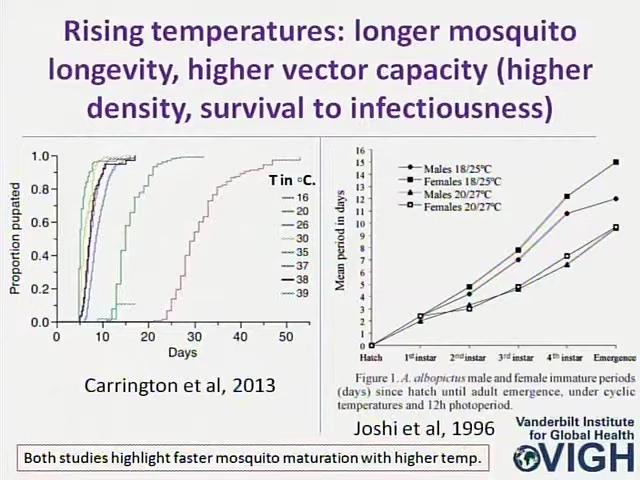 Rising temperatures: longer mosquito
longevity, higher vector capacity (higher
density, survival to infectiousness)
Proportion pupated
1.0
0.8
0.6
0.4
0.2
0.0
0 10 20 30 40 50
Days
T in °C.
16
20
26
30
35
37
38
39
Carrington et al, 2013
Mean period in days
16
15
14
13
12
11
10
9
8
7
6
5
4
3
2
1
0
Males 18/25ºC
Females 18/25ºC
Males 20/27ºC
Females 20/27ºC
Hatch 1st instar 2nd instar 3rd instar 4th instar Emergence
Figure 1. A. albopictus male and female immature periods
(days) since hatch until adult emergence, under cyclic
temperatures and 12h photoperiod.
Joshi et al, 1996
Both studies highlight faster mosquito maturation with higher temp.
Vanderbilt Institute
for Global Health
VIGH